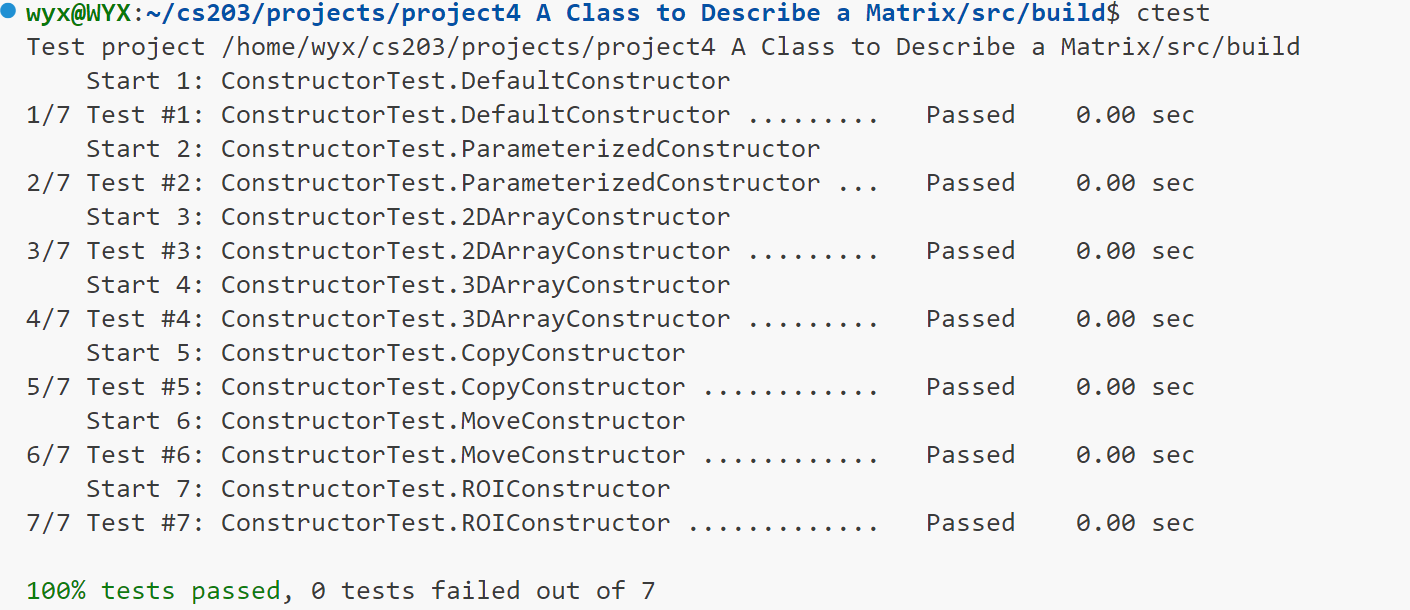 wyx@WYX:~/cs203/projects/project4 A Class to Describe a Matrix/src/build$ ctest
Test project /home/wyx/cs203/projects/project4 A Class to Describe a Matrix/src/build
    Start 1: ConstructorTest.DefaultConstructor
1/7 Test #1: ConstructorTest.DefaultConstructor .........   Passed    0.00 sec
    Start 2: ConstructorTest.ParameterizedConstructor
2/7 Test #2: ConstructorTest.ParameterizedConstructor ...   Passed    0.00 sec
    Start 3: ConstructorTest.2DArrayConstructor
3/7 Test #3: ConstructorTest.2DArrayConstructor .........   Passed    0.00 sec
    Start 4: ConstructorTest.3DArrayConstructor
4/7 Test #4: ConstructorTest.3DArrayConstructor .........   Passed    0.00 sec
    Start 5: ConstructorTest.CopyConstructor
5/7 Test #5: ConstructorTest.CopyConstructor ............   Passed    0.00 sec
    Start 6: ConstructorTest.MoveConstructor
6/7 Test #6: ConstructorTest.MoveConstructor ............   Passed    0.00 sec
    Start 7: ConstructorTest.ROIConstructor
7/7 Test #7: ConstructorTest.ROIConstructor .............   Passed    0.00 sec

100% tests passed, 0 tests failed out of 7